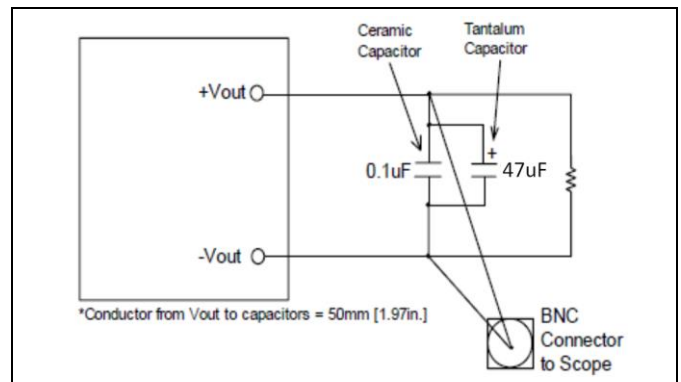 Ceramic
Capacitor
Tantalum
Capacitor
+Vout
+
0.1uF
47uF
-Vout
*Conductor from Vout to capacitors = 50mm [1.97in.]
BNC
Connector
to Scope